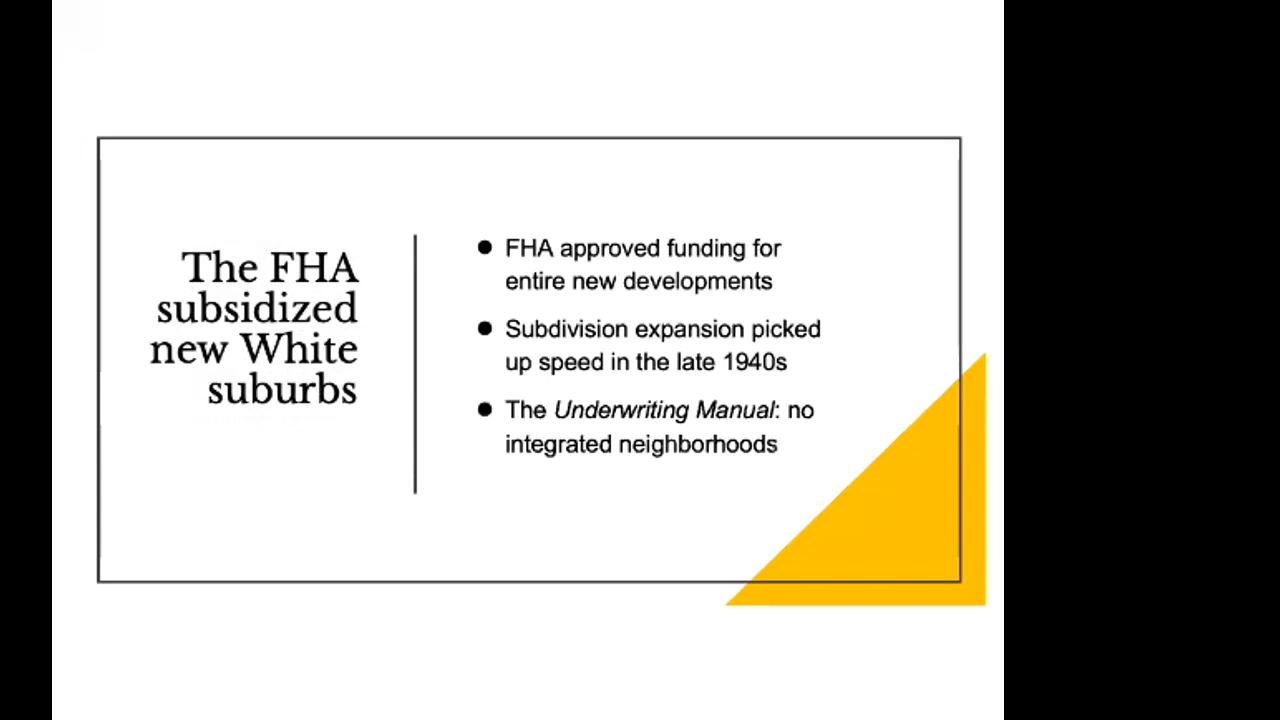 The FHA
subsidized
new White
suburbs
● FHA approved funding for
entire new developments
● Subdivision expansion picked
up speed in the late 1940s
● The Underwriting Manual: no
integrated neighborhoods